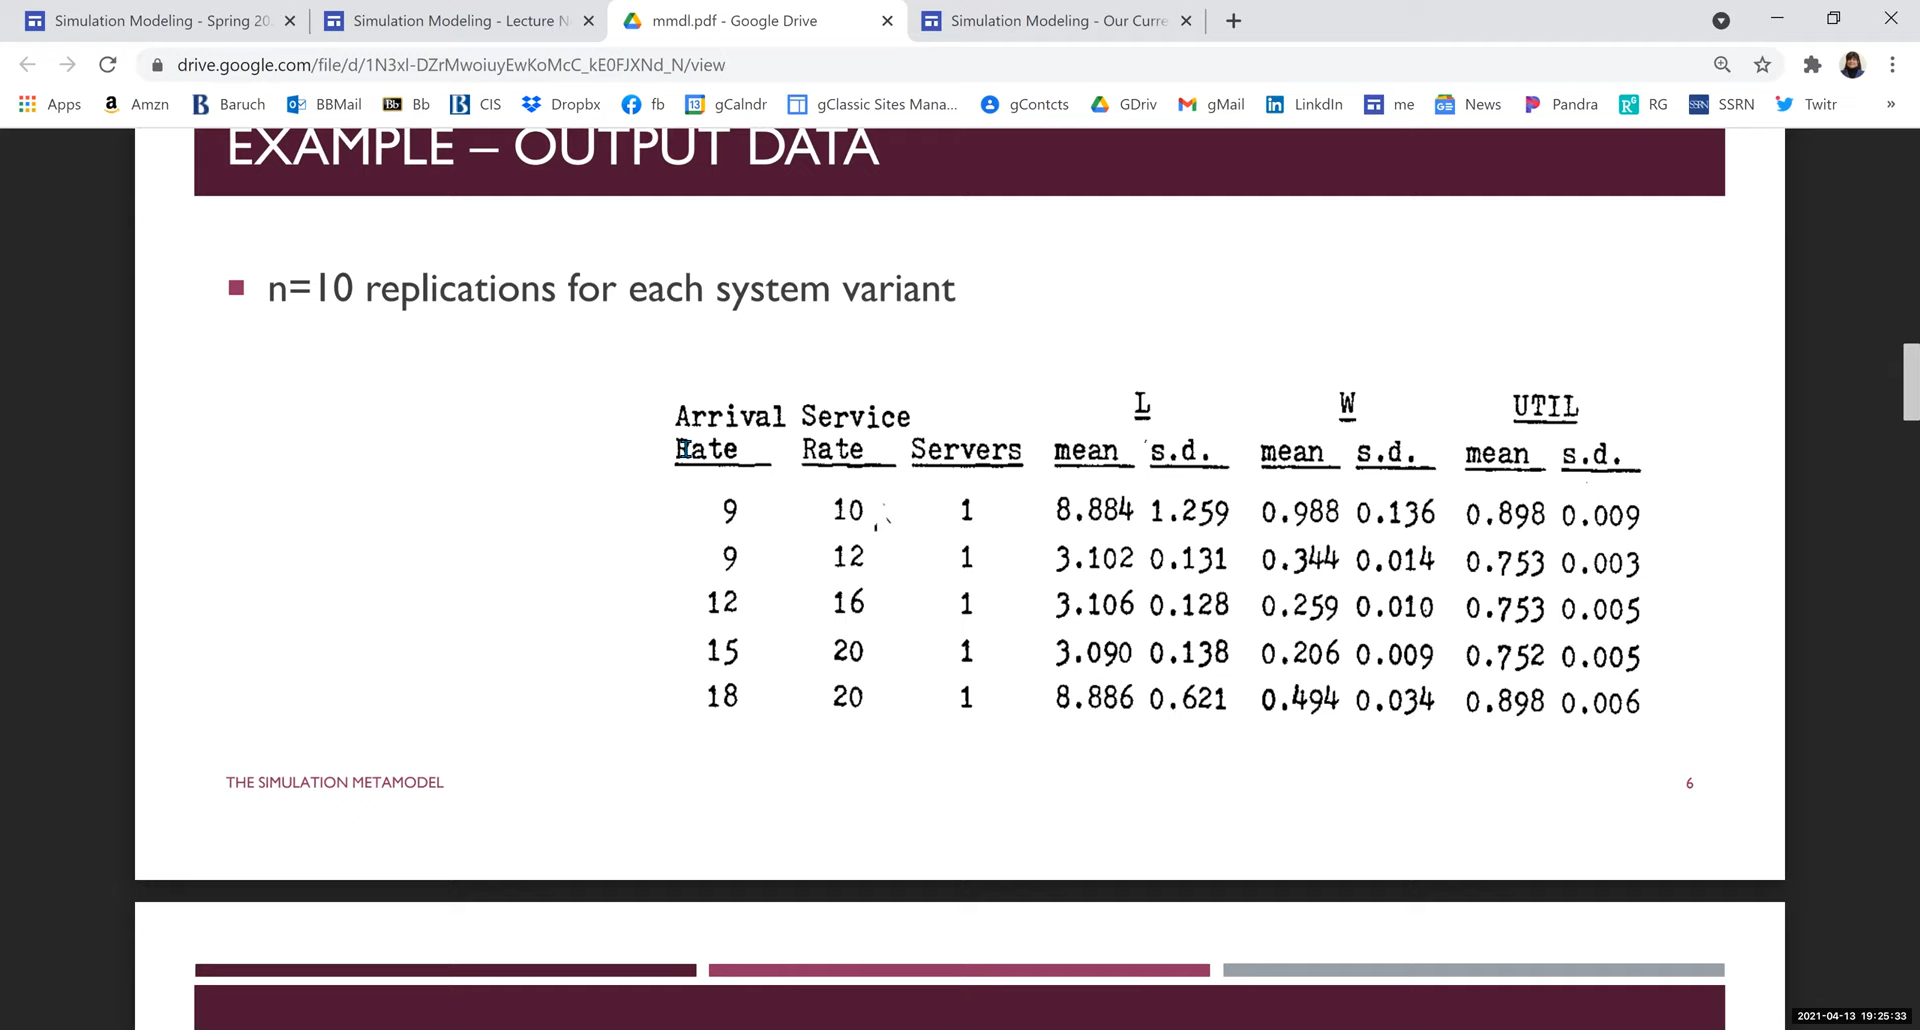 Simulation Modeling - Spring 20
Simulation Modeling - Lecture N
mmdl.pdf - Google Drive
Simulation Modeling - Our Curre
drive.google.com/file/d/1N3xI-DZrMwoiuyEwKoMcC_kE0FJXNd_N/view
Apps
Amzn
Baruch
BBMail
Bb
CIS
Dropbx
fb
gCalndr
gClassic Sites Mana...
gContcts
GDriv
gMail
LinkdIn
me
News
Pandra
RG
SSRN
Twitr
»
EXAMPLE – OUTPUT DATA
n=10 replications for each system variant
L W UTIL
Arrival Service
Rate Rate Servers mean s.d. mean s.d. mean s.d.
9 10 1 8.884 1.259 0.988 0.136 0.898 0.009
9 12 1 3.102 0.131 0.344 0.014 0.753 0.003
12 16 1 3.106 0.128 0.259 0.010 0.753 0.005
15 20 1 3.090 0.138 0.206 0.009 0.752 0.005
18 20 1 8.886 0.621 0.494 0.034 0.898 0.006
THE SIMULATION METAMODEL
6
2021-04-13 19:25:33